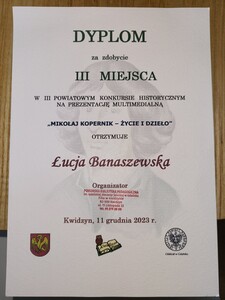 DYPLOM
za zdobycie
III MIEJSCA
W III POWIATOWYM KONKURSIE HISTORYCZNYM
NA PREZENTACJĘ MULTIMEDIALNĄ
„MIKOŁAJ KOPERNIK – ŻYCIE I DZIEŁO"
OTRZYMUJE
Łucja Banaszewska
Organizator
Kwidzyn, 11 grudnia 2023 r.